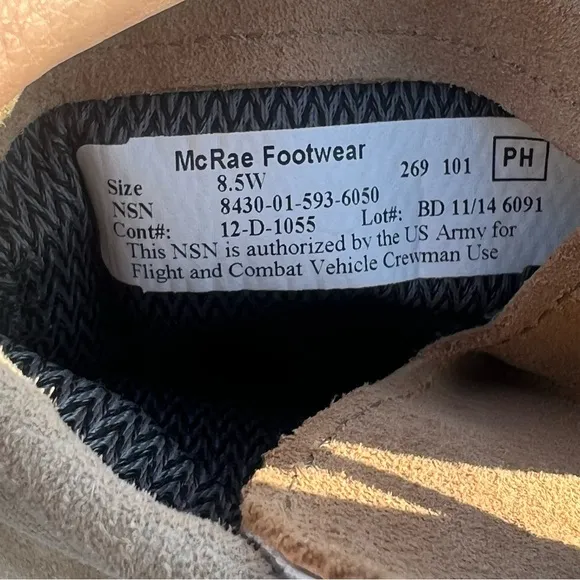 McRae Footwear
Size 8.5W 269 101 PH
NSN 8430-01-593-6050
Cont#: 12-D-1055 Lot#: BD 11/14 6091
This NSN is authorized by the US Army for
Flight and Combat Vehicle Crewman Use